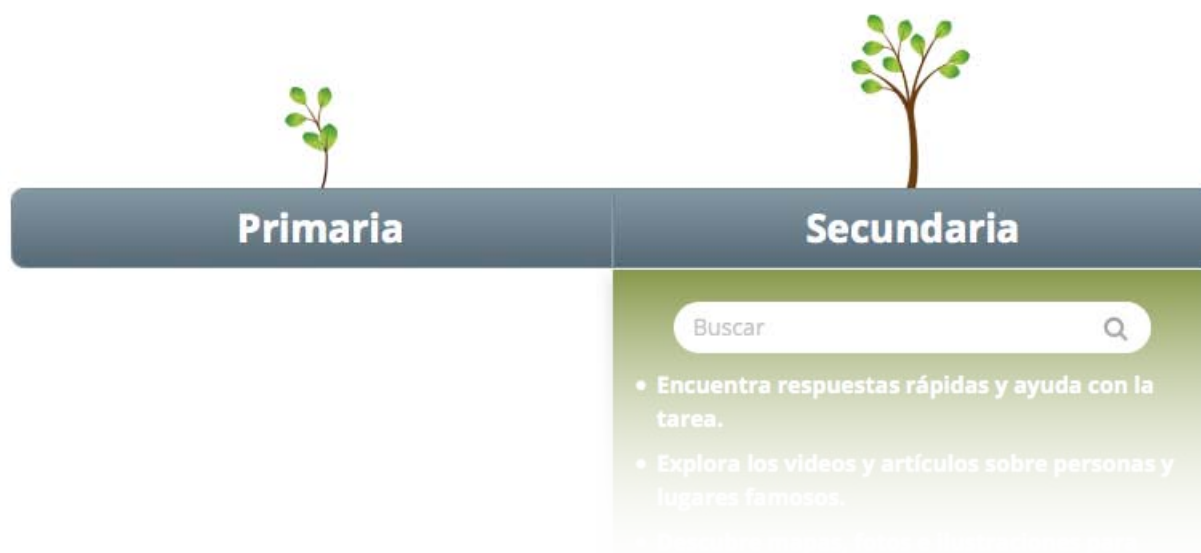 Primaria
Secundaria
Buscar
• Encuentra respuestas rápidas y ayuda con la
tarea.
• Explora los videos y artículos sobre personas y
lugares famosos.